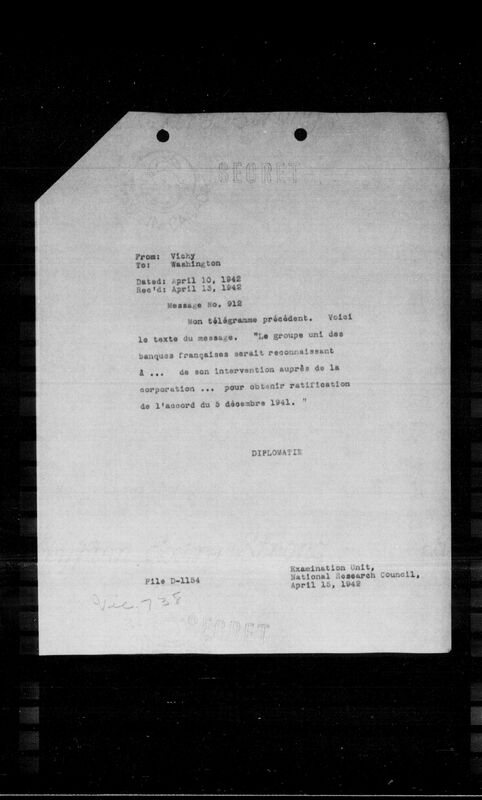 SECRET
From: Vichy
To: Washington
Dated: April 10, 1942
Rec'd: April 13, 1942
Message No. 912
Mon télégramme précédent. Voici
le texte du message. "Le groupe uni des
banques françaises serait reconnaissant
À ... de son intervention auprès de la
corporation ... pour obtenir ratification
de l'accord du 5 décembre 1941. "
DIPLOMATIE
File D-1154
Examination Unit,
National Research Council,
April 15, 1942
Vic. 738
SECRET